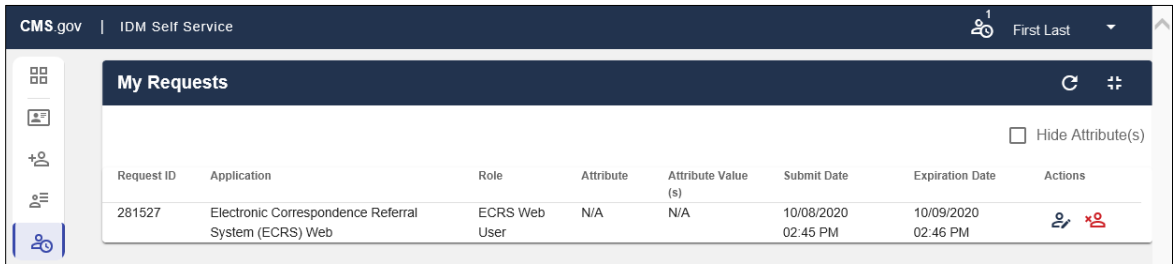 CMS.gov | IDM Self Service
1
First Last
My Requests
Hide Attribute(s)
Request ID Application Role Attribute Attribute Value Submit Date Expiration Date Actions
(s)
281527 Electronic Correspondence Referral ECRS Web N/A N/A 10/08/2020 10/09/2020
System (ECRS) Web User 02:45 PM 02:46 PM